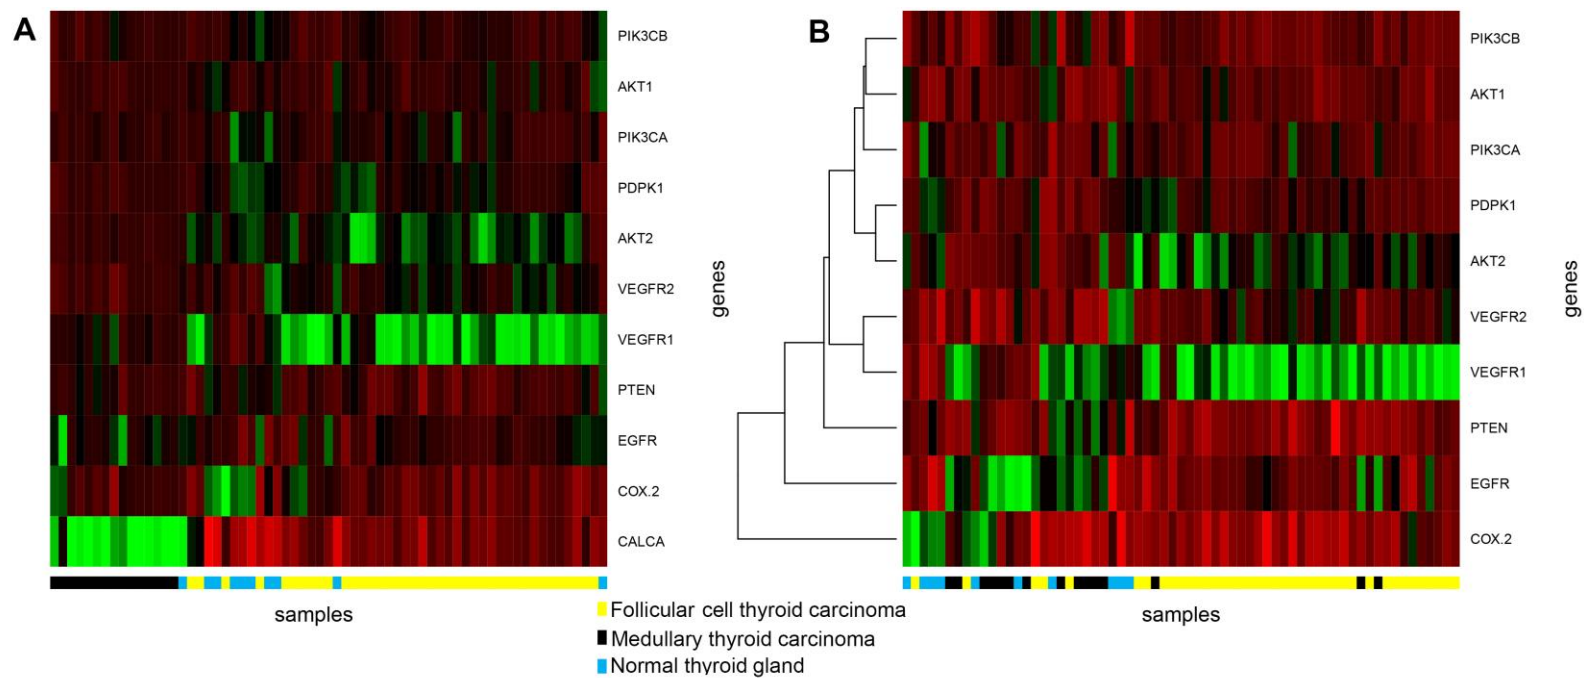 A
PIK3CB
AKT1
PIK3CA
PDPK1
AKT2
VEGFR2
VEGFR1
PTEN
EGFR
COX.2
CALCA
genes
samples
B
PIK3CB
AKT1
PIK3CA
PDPK1
AKT2
VEGFR2
VEGFR1
PTEN
EGFR
COX.2
genes
samples
Follicular cell thyroid carcinoma
Medullary thyroid carcinoma
Normal thyroid gland